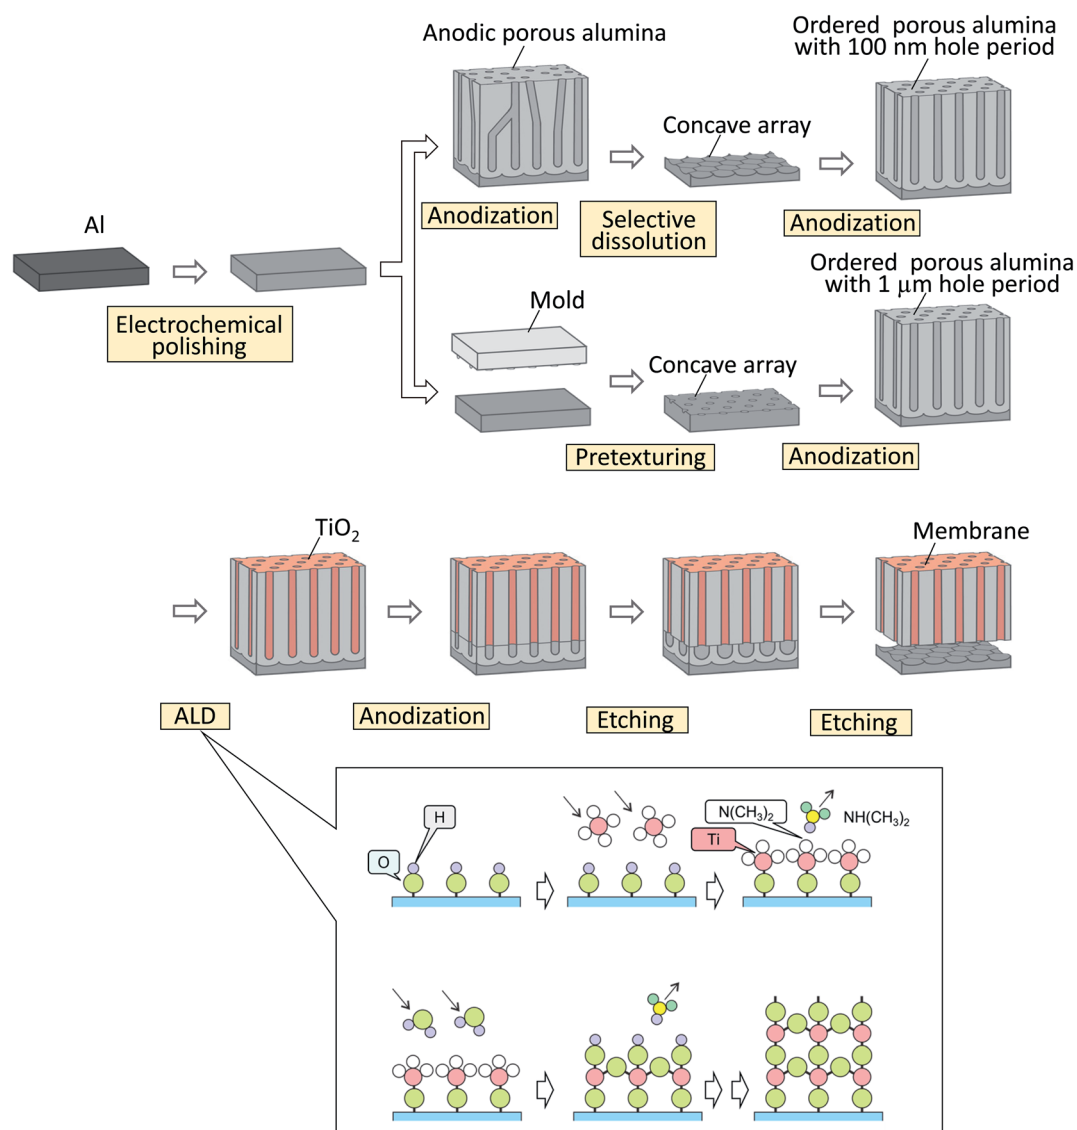 Anodic porous alumina
Ordered porous alumina
with 100 nm hole period
Concave array
Anodization
Selective
dissolution
Anodization
Al
Electrochemical
polishing
Ordered porous alumina
with 1 μm hole period
Mold
Concave array
Pretexturing
Anodization
TiO₂
Membrane
ALD
Anodization
Etching
Etching
H
O
N(CH₃)₂
NH(CH₃)₂
Ti